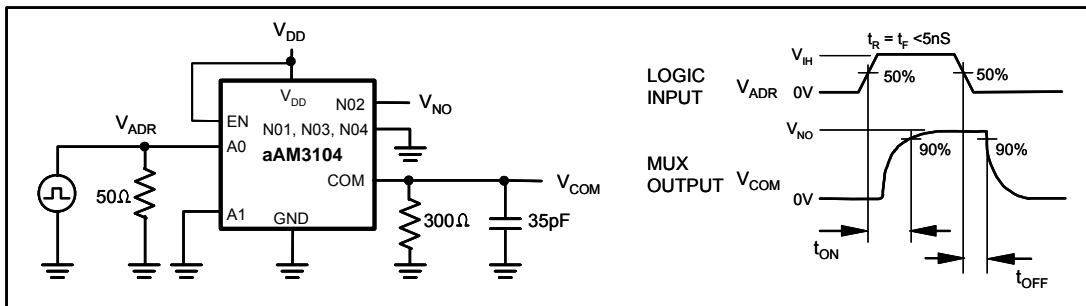 V_DD
V_DD
EN
N02
V_NO
V_ADR
A0
N01, N03, N04
aAM3104
COM
V_COM
50Ω
A1
GND
300Ω
35pF
t_R = t_F <5nS
V_IH
LOGIC
INPUT
V_ADR
0V
50%
50%
V_NO
MUX
OUTPUT
V_COM
0V
90%
90%
t_ON
t_OFF